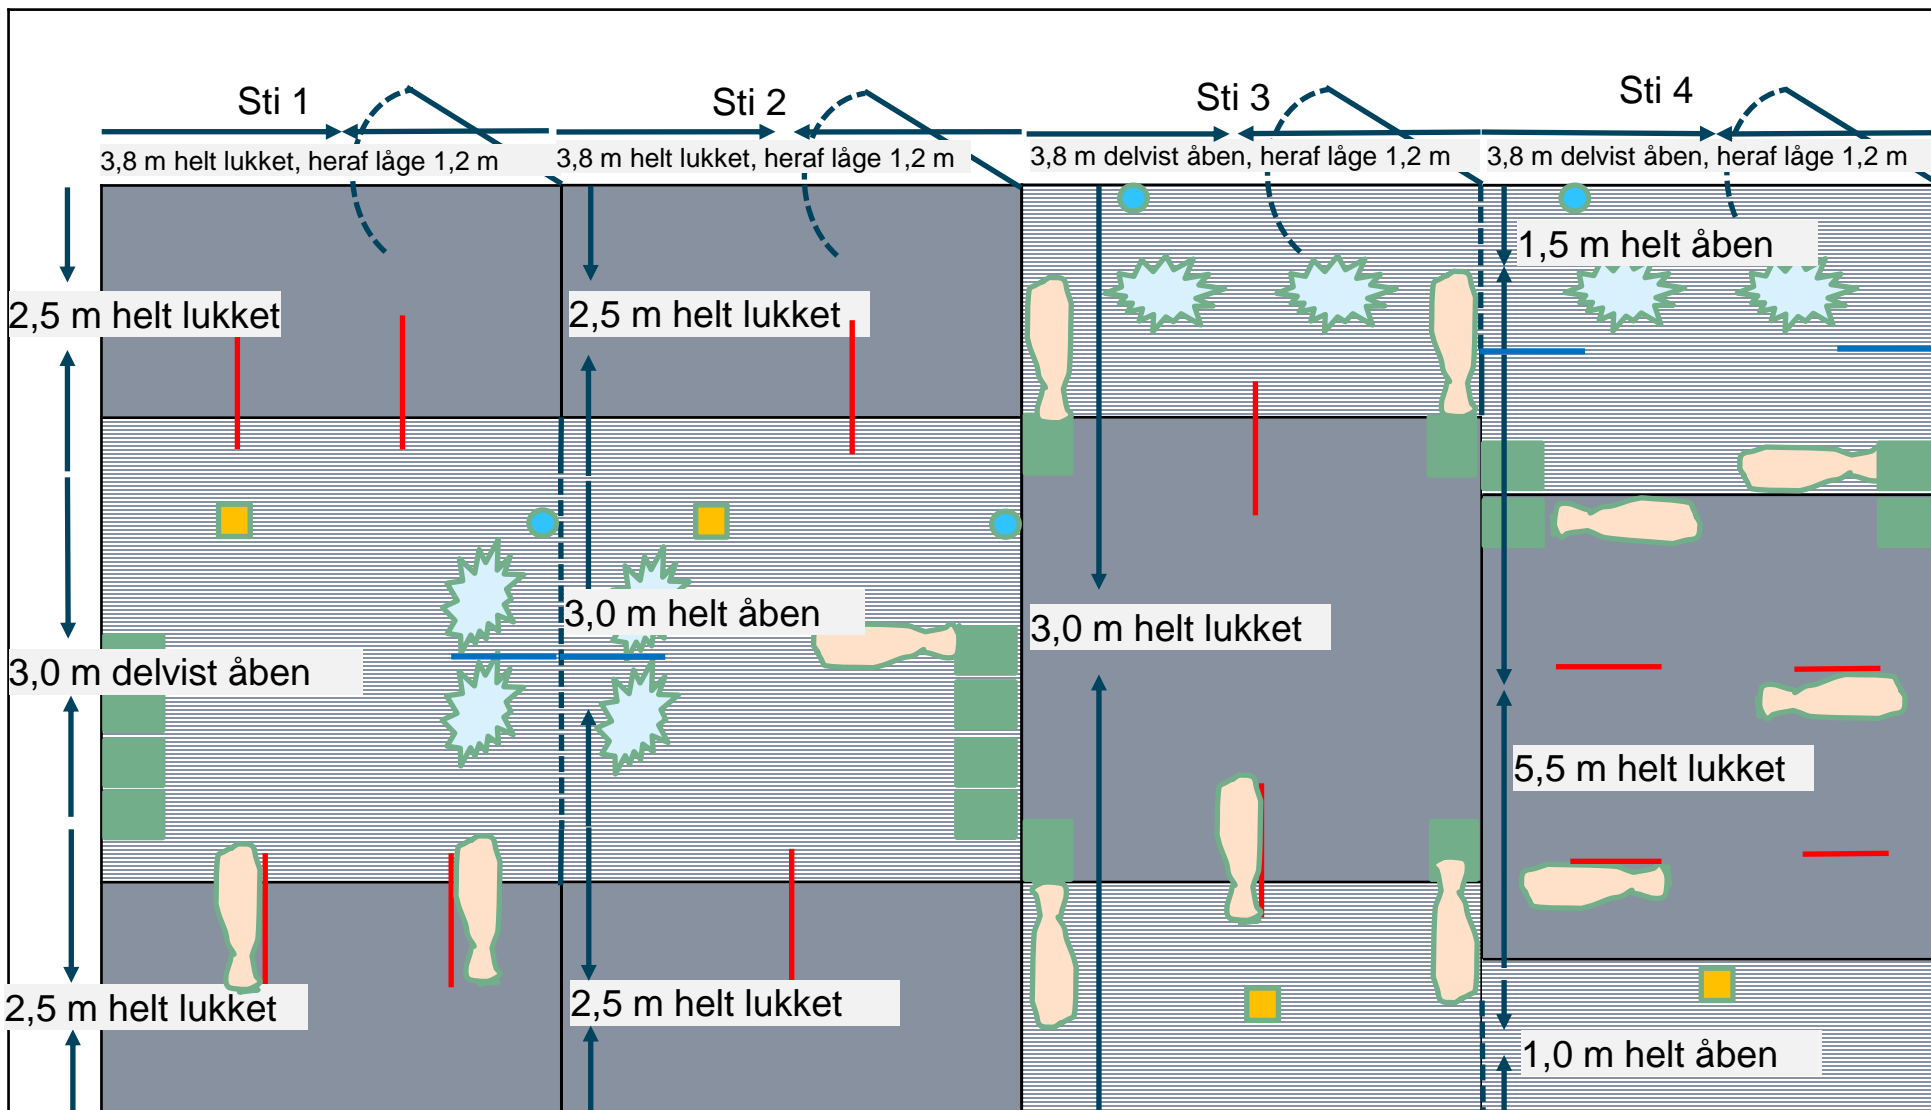 Sti 1
Sti 2
Sti 3
Sti 4
3,8 m helt lukket, heraf låge 1,2 m
3,8 m helt lukket, heraf låge 1,2 m
3,8 m delvist åben, heraf låge 1,2 m
3,8 m delvist åben, heraf låge 1,2 m
1,5 m helt åben
2,5 m helt lukket
2,5 m helt lukket
3,0 m helt åben
3,0 m helt lukket
3,0 m delvist åben
5,5 m helt lukket
2,5 m helt lukket
2,5 m helt lukket
1,0 m helt åben